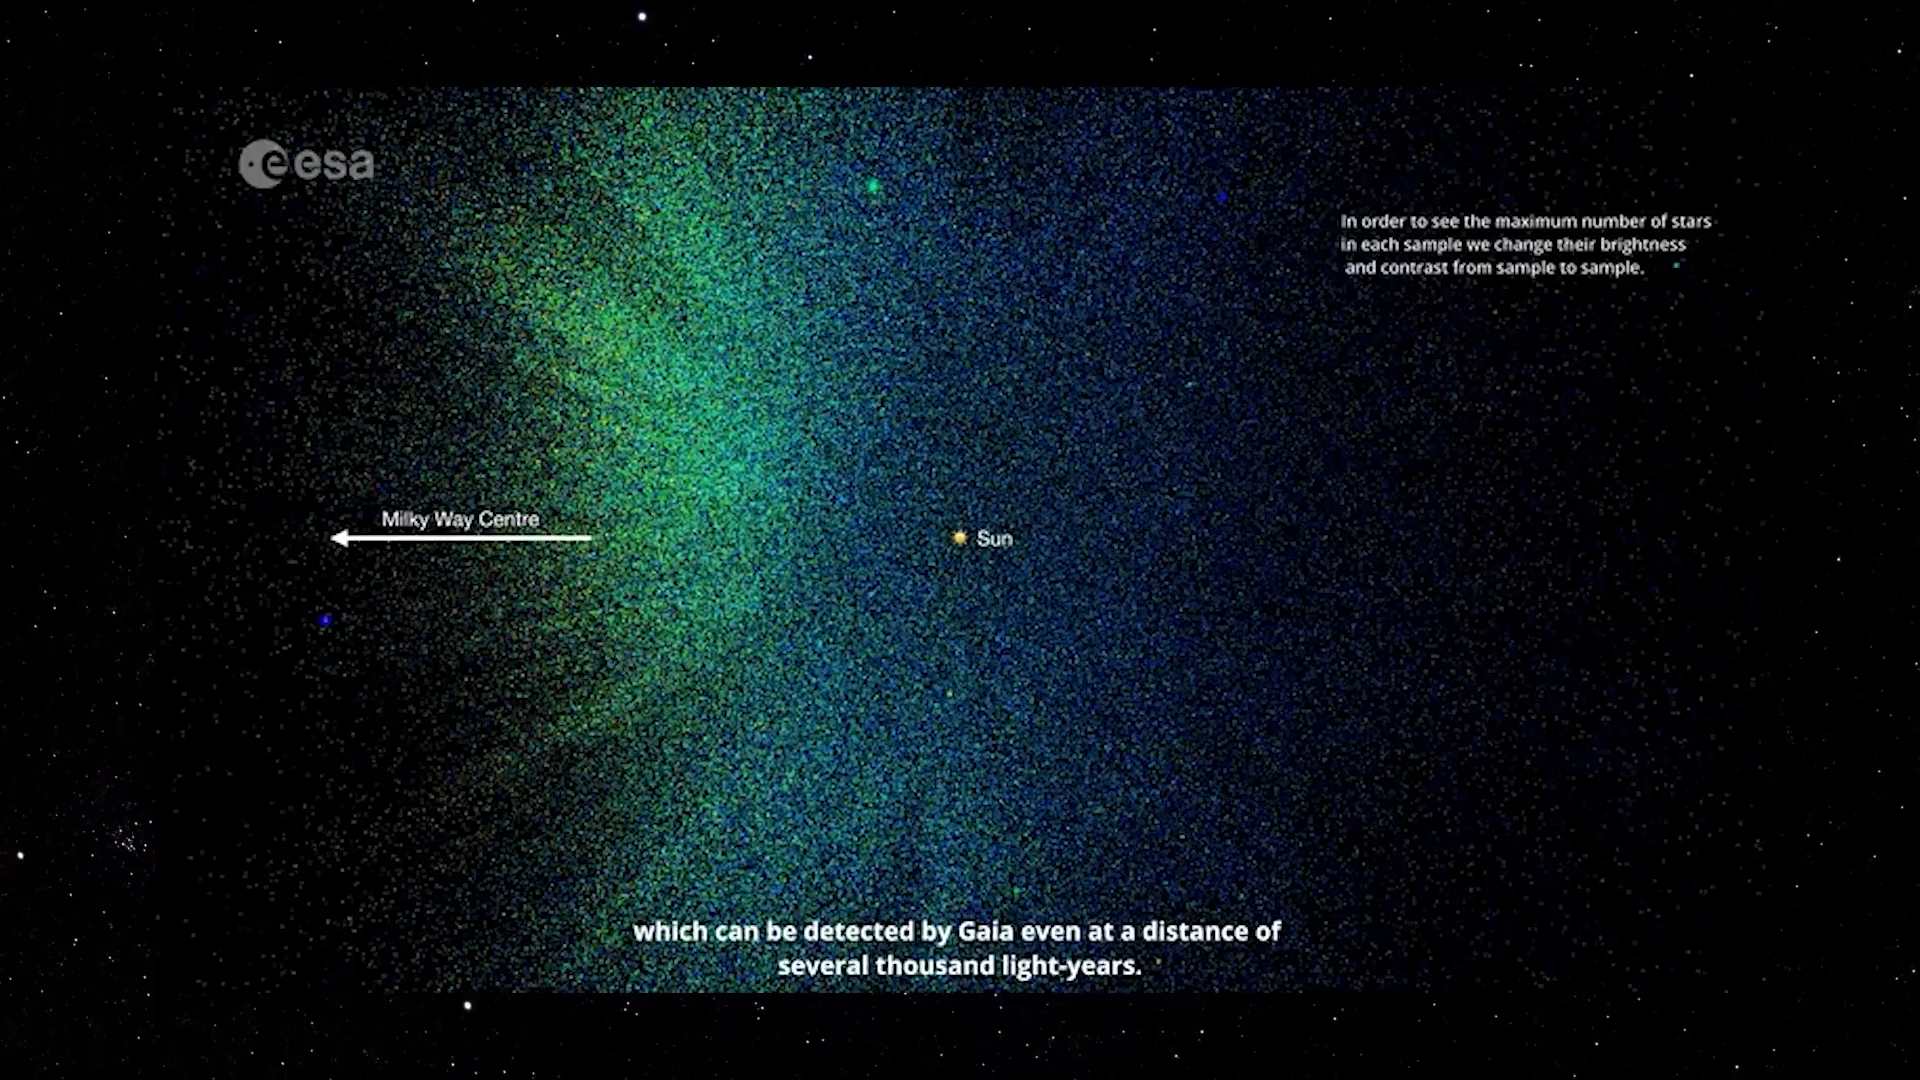 esa
In order to see the maximum number of stars
in each sample we change their brightness
and contrast from sample to sample.
Milky Way Centre
Sun
which can be detected by Gaia even at a distance of
several thousand light-years.